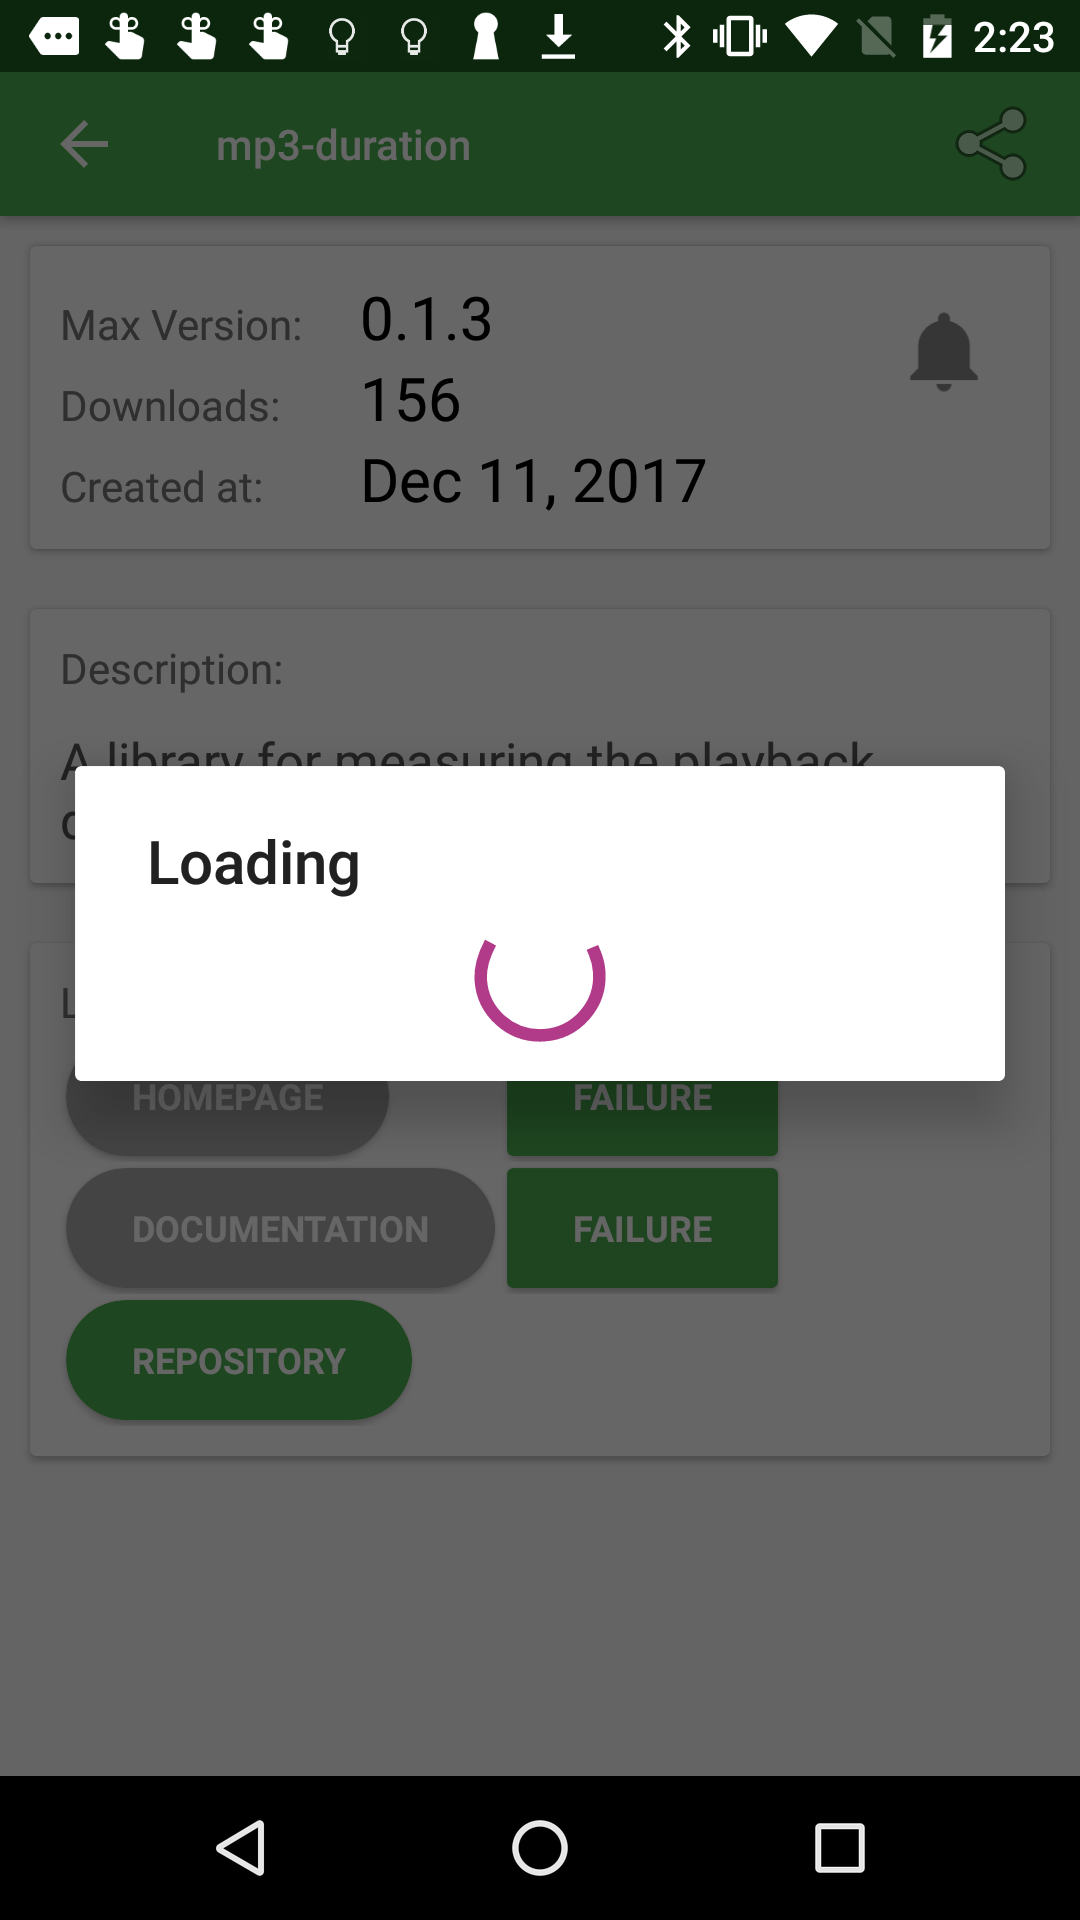 2:23
mp3-duration
Max Version: 0.1.3
Downloads: 156
Created at: Dec 11, 2017
Description:
A library for measuring the playback
Loading
HOMEPAGE FAILURE
DOCUMENTATION FAILURE
REPOSITORY